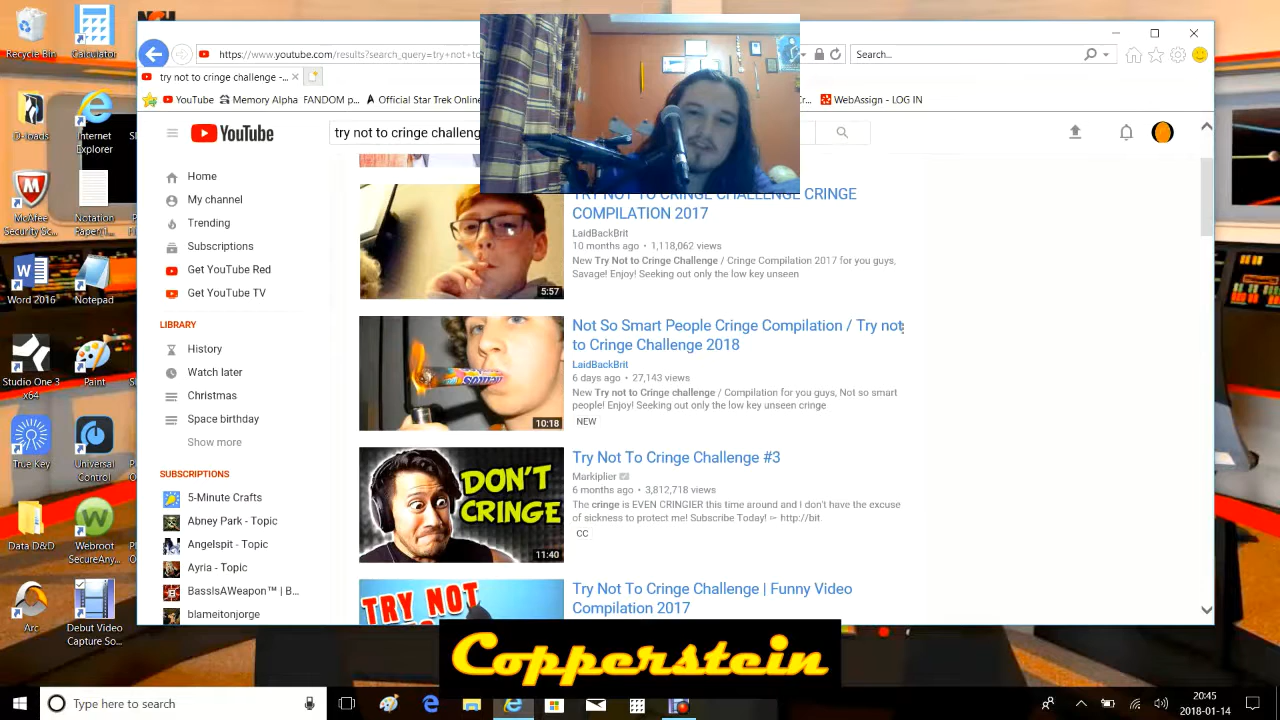 Recycle Bin
Calculator
Internet Explorer
McAfee
Notation
Word 2016
Notepad
Studio 3 x64
Paint
True Key
Universal Control
Data D&D
Webroot SecureAny...
Arc
Debut Video Capture So...
https://www.youtube.com/results?search_query=try+not+to
Search...
try not to cringe challenge -...
YouTube
Memory Alpha FANDOM p...
Official Star Trek Online
Cr...
WebAssign - LOG IN
YouTube
try not to cringe challeng
Home
My channel
Trending
Subscriptions
Get YouTube Red
Get YouTube TV
LIBRARY
History
Watch later
Christmas
Space birthday
Show more
SUBSCRIPTIONS
5-Minute Crafts
Abney Park - Topic
Angelspit - Topic
Ayria - Topic
BassIsAWeapon™ | B...
blameitonjorge
5:57
TRY NOT TO CRINGE CHALLENGE CRINGE
COMPILATION 2017
LaidBackBrit
10 months ago • 1,118,062 views
New Try Not to Cringe Challenge / Cringe Compilation 2017 for you guys,
Savage! Enjoy! Seeking out only the low key unseen
10:18
Not So Smart People Cringe Compilation / Try not
to Cringe Challenge 2018
LaidBackBrit
6 days ago • 27,143 views
New Try not to Cringe challenge / Compilation for you guys, Not so smart
people! Enjoy! Seeking out only the low key unseen cringe
NEW
DON'T
CRINGE
11:40
Try Not To Cringe Challenge #3
Markiplier
6 months ago • 3,812,718 views
The cringe is EVEN CRINGIER this time around and I don't have the excuse
of sickness to protect me! Subscribe Today! ► http://bit.
CC
TRY NOT
Try Not To Cringe Challenge | Funny Video
Compilation 2017
Copperstein
Type here to search
20:45
2018-01-14